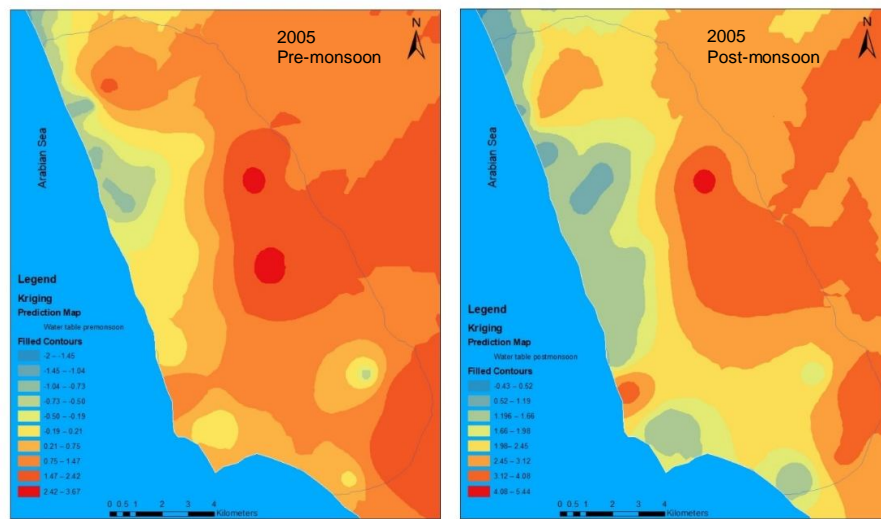 2005
Pre-monsoon
N
Arabian Sea
Legend
Kriging
Prediction Map
Water table premonsoon
Filled Contours
-2 – -1.45
-1.45 – -1.04
-1.04 – -0.73
-0.73 – -0.50
-0.50 – -0.19
-0.19 – 0.21
0.21 – 0.75
0.75 – 1.47
1.47 – 2.42
2.42 – 3.67
0 0.5 1 2 3 4
Kilometers
2005
Post-monsoon
N
Arabian Sea
Legend
Kriging
Prediction Map
Water table postmonsoon
Filled Contours
-0.43 – 0.52
0.52 – 1.19
1.196 – 1.66
1.66 – 1.98
1.98 – 2.45
2.45 – 3.12
3.12 – 4.08
4.08 – 5.44
0 0.5 1 2 3 4
Kilometers